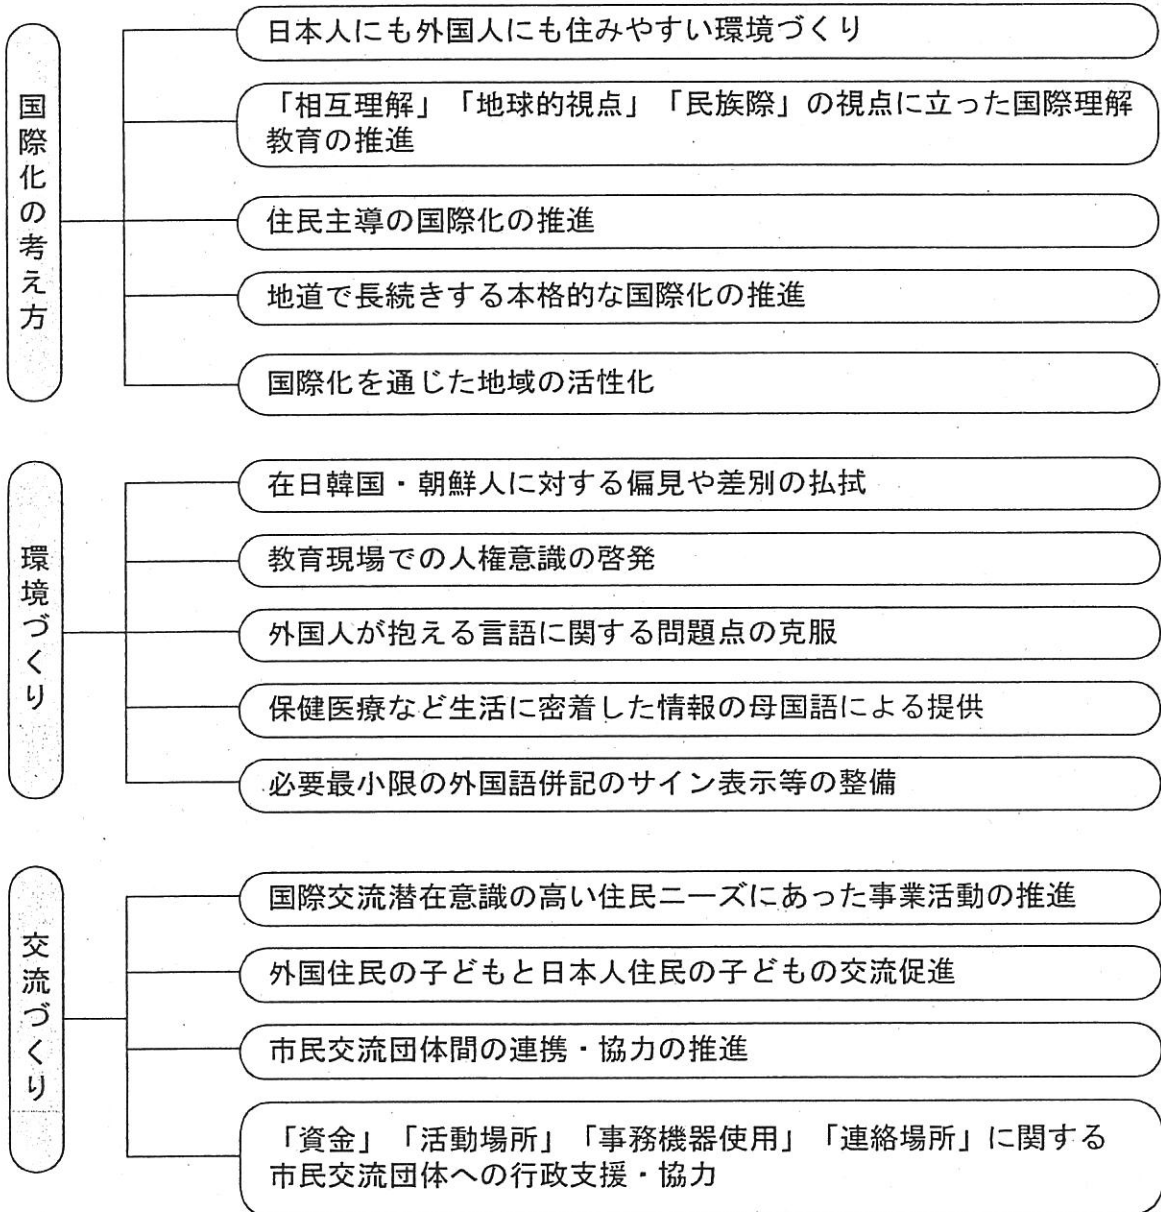 国際化の考え方
日本人にも外国人にも住みやすい環境づくり
「相互理解」「地球的視点」「民族際」の視点に立った国際理解
教育の推進
住民主導の国際化の推進
地道で長続きする本格的な国際化の推進
国際化を通じた地域の活性化
環境づくり
在日韓国・朝鮮人に対する偏見や差別の払拭
教育現場での人権意識の啓発
外国人が抱える言語に関する問題点の克服
保健医療など生活に密着した情報の母国語による提供
必要最小限の外国語併記のサイン表示等の整備
交流づくり
国際交流潜在意識の高い住民ニーズにあった事業活動の推進
外国住民の子どもと日本人住民の子どもの交流促進
市民交流団体間の連携・協力の推進
「資金」「活動場所」「事務機器使用」「連絡場所」に関する
市民交流団体への行政支援・協力